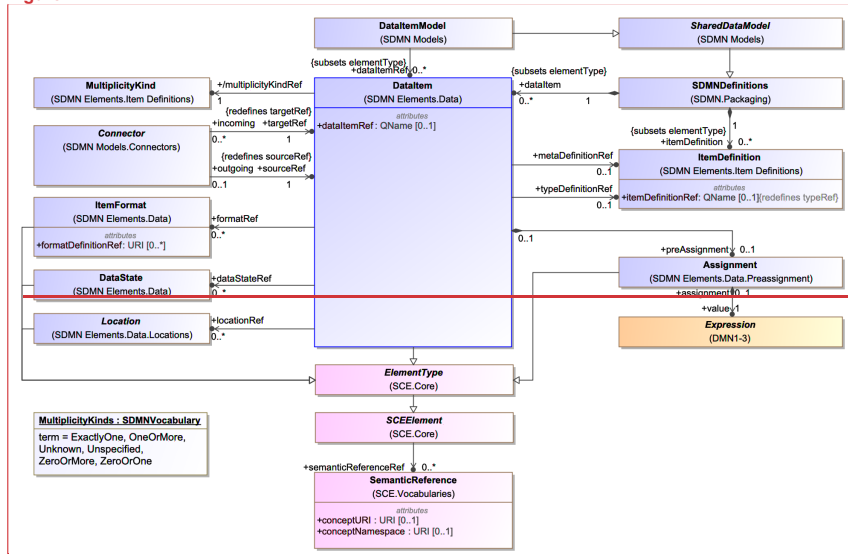 DataItemModel
(SDMN Models)
SharedDataModel
(SDMN Models)
{subsets elementType}
+dataItemRef 0..*
{subsets elementType}
+dataItem
0..*
1
MultiplicityKind
(SDMN Elements.Item Definitions)
+/multiplicityKindRef
1
DataItem
(SDMN Elements.Data)
attributes
+dataItemRef : QName [0..1]
SDMNDefinitions
(SDMN.Packaging)
1
{subsets elementType}
+itemDefinition
0..*
Connector
(SDMN Models.Connectors)
{redefines targetRef}
+incoming +targetRef
0..* 1
{redefines sourceRef}
+outgoing +sourceRef
0..1 1
+metaDefinitionRef
0..1
+typeDefinitionRef
0..1
ItemDefinition
(SDMN Elements.Item Definitions)
attributes
+itemDefinitionRef: QName [0..1]{redefines typeRef}
ItemFormat
(SDMN Elements.Data)
attributes
+formatDefinitionRef: URI [0..*]
+formatRef
0..*
0..1
+preAssignment
0..1
DataState
(SDMN Elements.Data)
+dataStateRef
0..*
Assignment
(SDMN Elements.Data.Preassignment)
+assignment 0..1
+value 1
Location
(SDMN Elements.Data.Locations)
+locationRef
0..*
Expression
(DMN1-3)
ElementType
(SCE.Core)
SCEElement
(SCE.Core)
MultiplicityKinds : SDMNVocabulary
term = ExactlyOne, OneOrMore,
Unknown, Unspecified,
ZeroOrMore, ZeroOrOne
+semanticReferenceRef 0..*
SemanticReference
(SCE.Vocabularies)
attributes
+conceptURI : URI [0..1]
+conceptNamespace : URI [0..1]